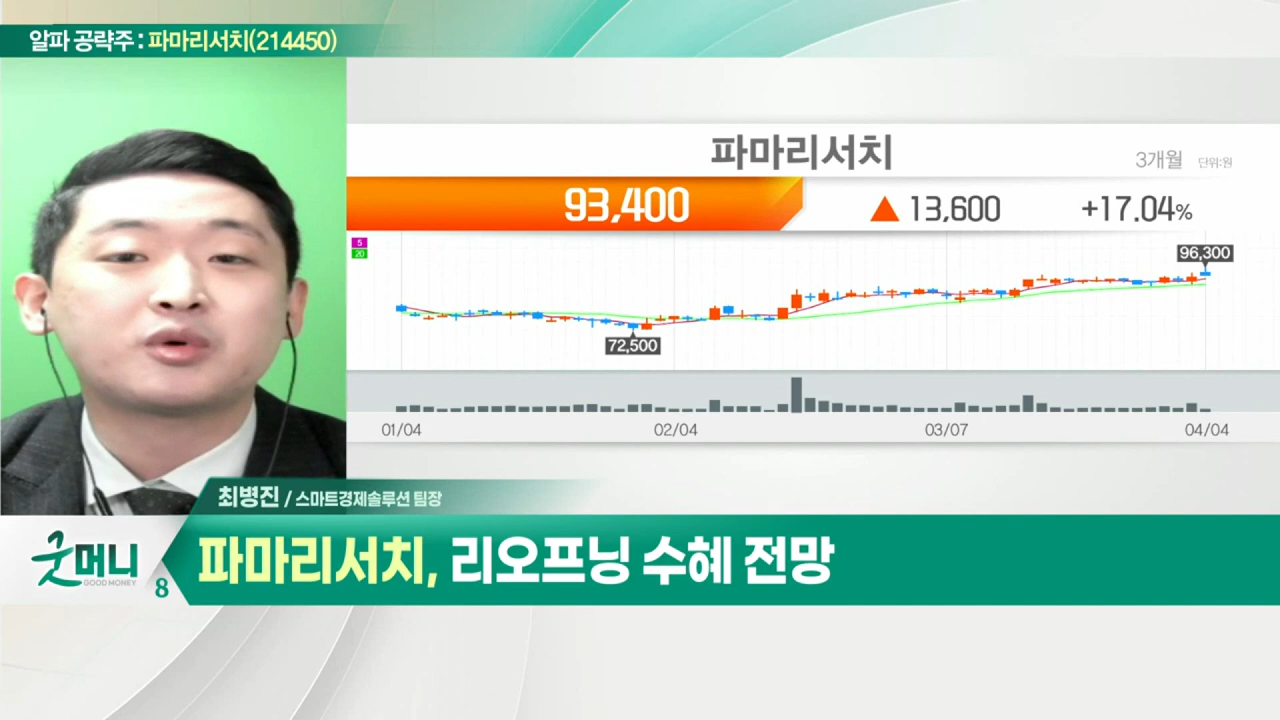 알파 공략주 : 파마리서치(214450)
파마리서치
3개월 단위:원
93,400 ▲ 13,600 +17.04%
5
20
96,300
72,500
01/04 02/04 03/07 04/04
최병진 / 스마트경제솔루션 팀장
굿머니
GOOD MONEY
8
파마리서치, 리오프닝 수혜 전망